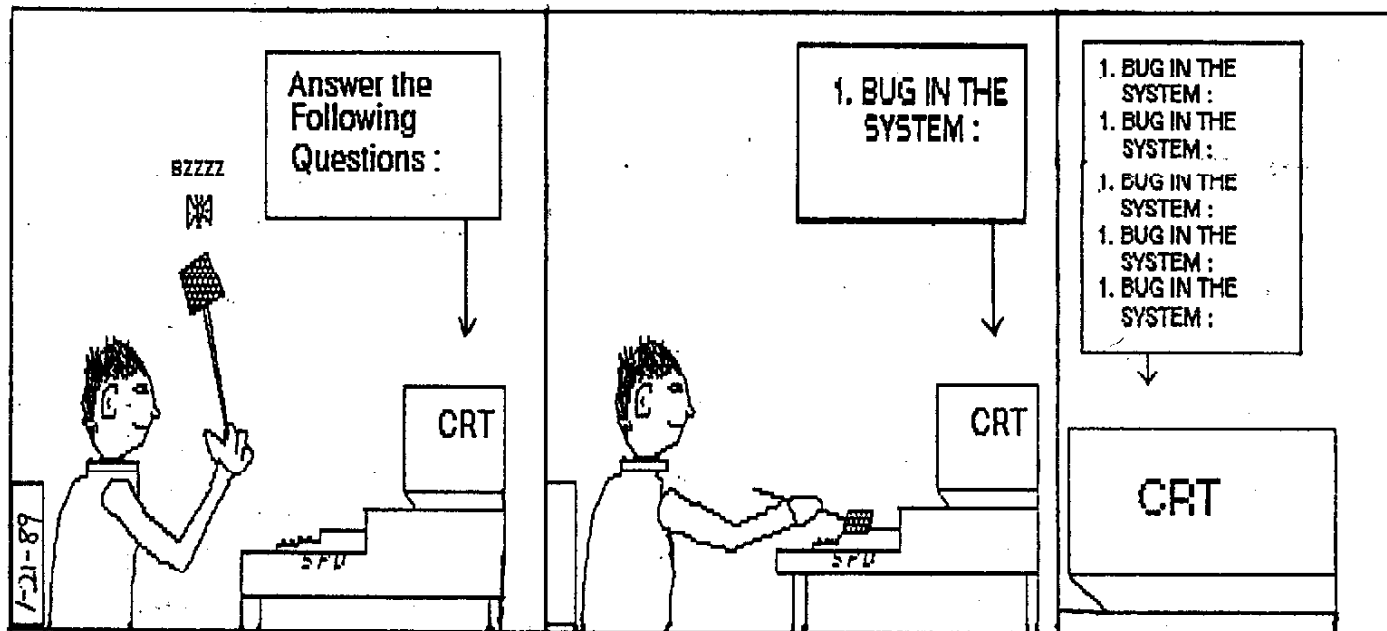 Answer the
Following
Questions :
BZZZZ
CRT
SFU
1-21-89
1. BUG IN THE
SYSTEM :
CRT
SFU
1. BUG IN THE
SYSTEM :
1. BUG IN THE
SYSTEM :
1. BUG IN THE
SYSTEM :
1. BUG IN THE
SYSTEM :
1. BUG IN THE
SYSTEM :
CRT